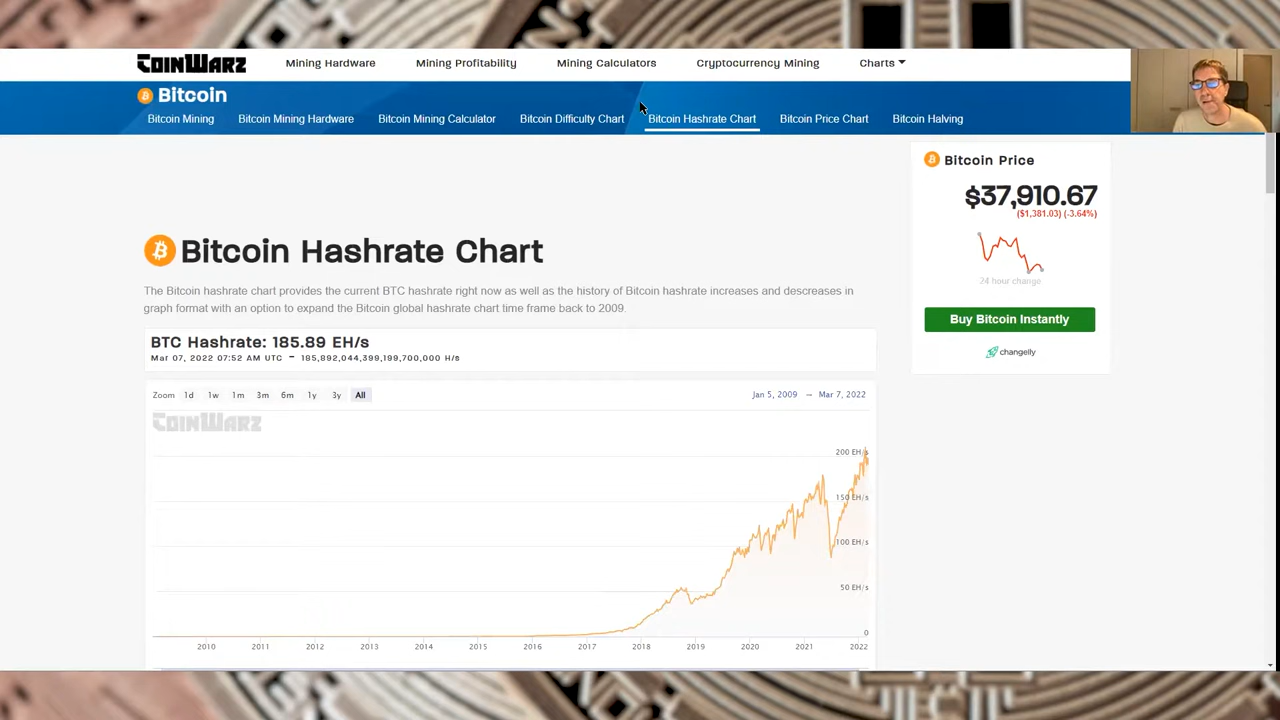 COINWARZ
Mining Hardware
Mining Profitability
Mining Calculators
Cryptocurrency Mining
Charts
Bitcoin
Bitcoin Mining
Bitcoin Mining Hardware
Bitcoin Mining Calculator
Bitcoin Difficulty Chart
Bitcoin Hashrate Chart
Bitcoin Price Chart
Bitcoin Halving
Bitcoin Price
$37,910.67
($1,381.03) (-3.64%)
24 hour change
Buy Bitcoin Instantly
changelly
Bitcoin Hashrate Chart
The Bitcoin hashrate chart provides the current BTC hashrate right now as well as the history of Bitcoin hashrate increases and descreases in
graph format with an option to expand the Bitcoin global hashrate chart time frame back to 2009.
BTC Hashrate: 185.89 EH/s
Mar 07, 2022 07:52 AM UTC - 185,892,044,399,199,700,000 H/s
Zoom 1d 1w 1m 3m 6m 1y 3y All
Jan 5, 2009 – Mar 7, 2022
COINWARZ
200 EH/s
150 EH/s
100 EH/s
50 EH/s
0
2010 2011 2012 2013 2014 2015 2016 2017 2018 2019 2020 2021 2022